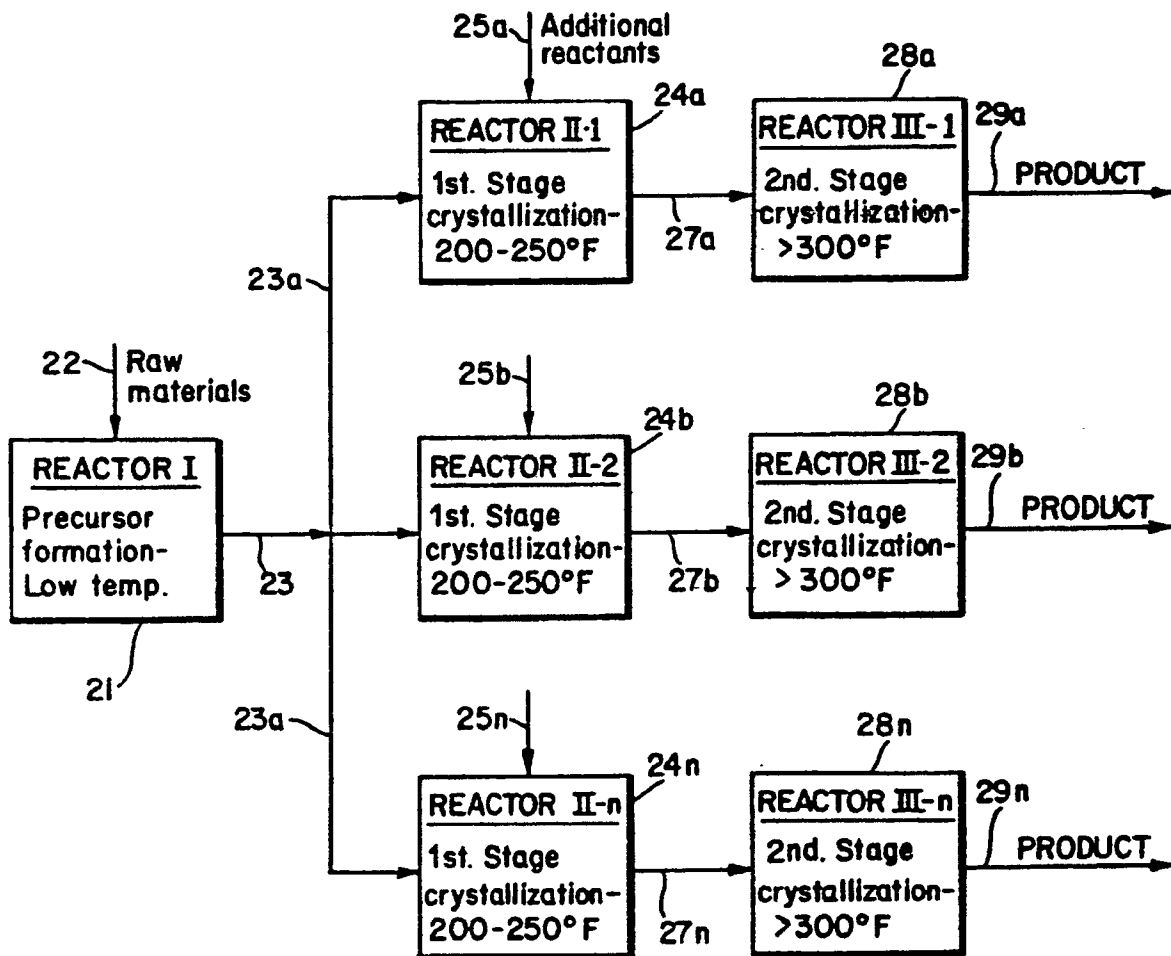 25a
Additional
reactants
24a
REACTOR II-1
1st. Stage
crystallization-
200-250°F
27a
28a
REACTOR III-1
2nd. Stage
crystallization-
>300°F
29a
PRODUCT
23a
22
Raw
materials
REACTOR I
Precursor
formation-
Low temp.
21
23
25b
24b
REACTOR II-2
1st. Stage
crystallization-
200-250°F
27b
28b
REACTOR III-2
2nd. Stage
crystallization-
> 300°F
29b
PRODUCT
23a
25n
24n
REACTOR II-n
1st. Stage
crystallization-
200-250°F
27n
28n
REACTOR III-n
2nd. Stage
crystallization-
>300°F
29n
PRODUCT